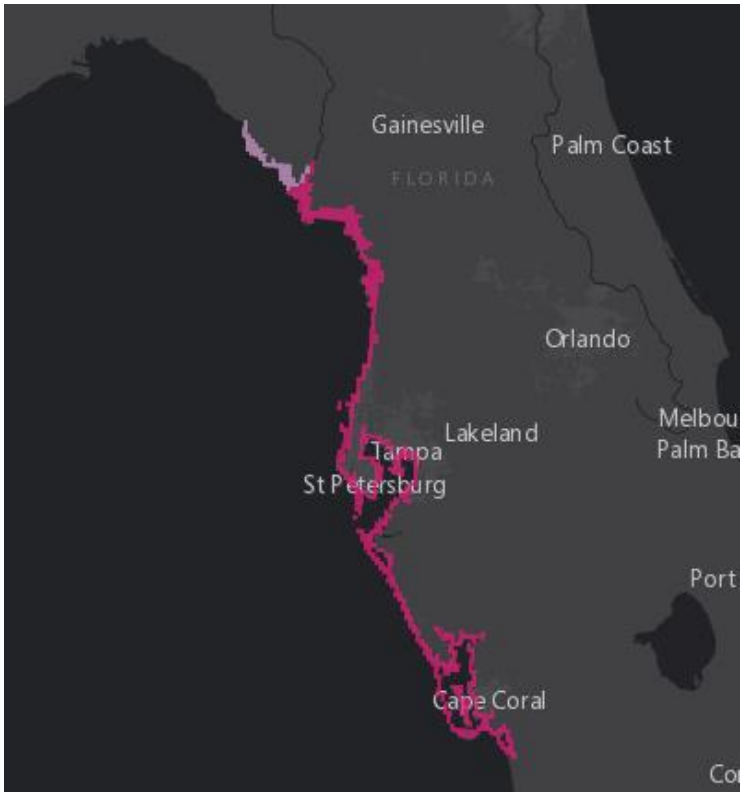 Gainesville
Palm Coast
FLORIDA
Orlando
Melbou
Lakeland
Palm Ba
Tampa
St Petersburg
Port
Cape Coral
Co